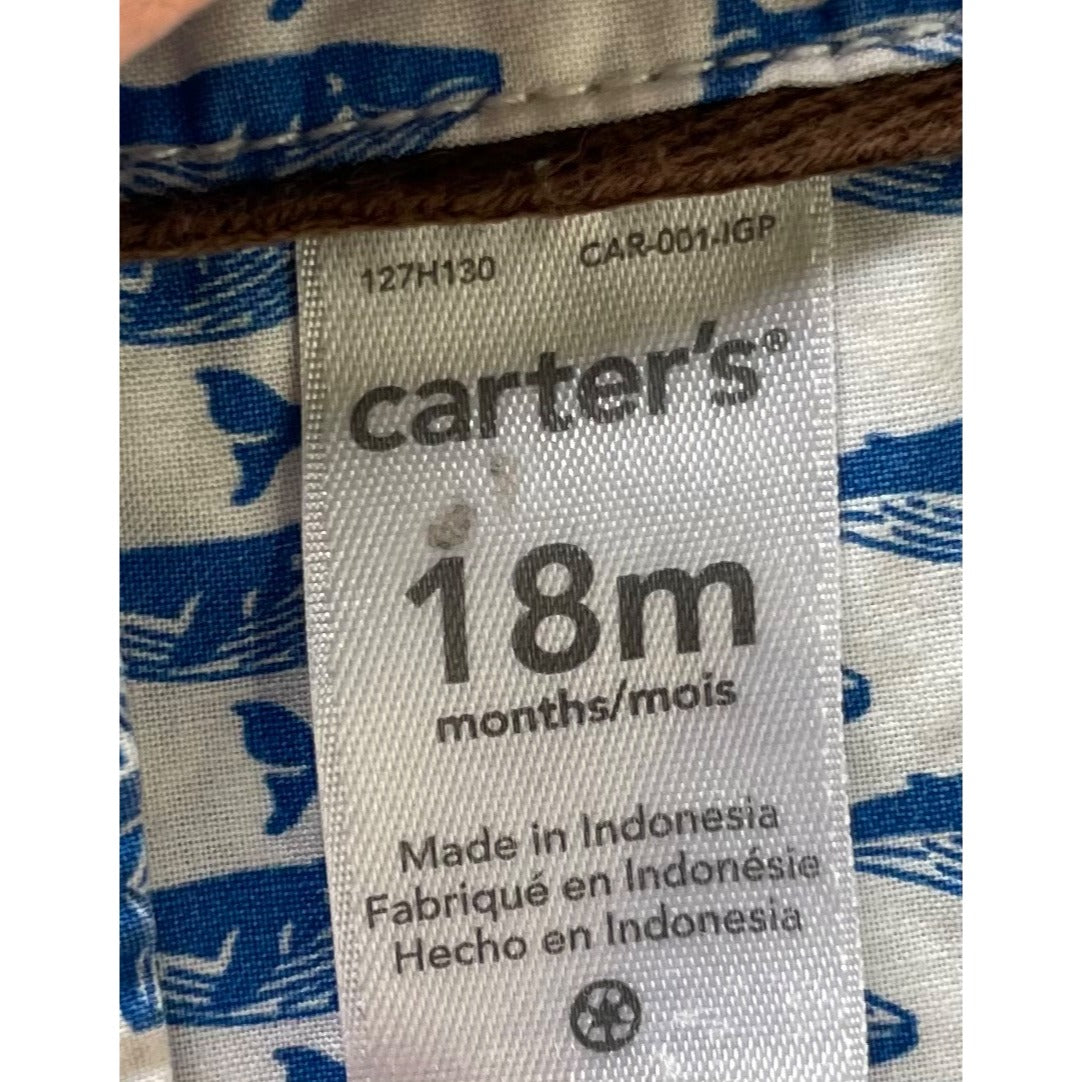 127H130 CAR-001-IGP
carter's®
18m
months/mois
Made in Indonesia
Fabriqué en Indonésie
Hecho en Indonesia